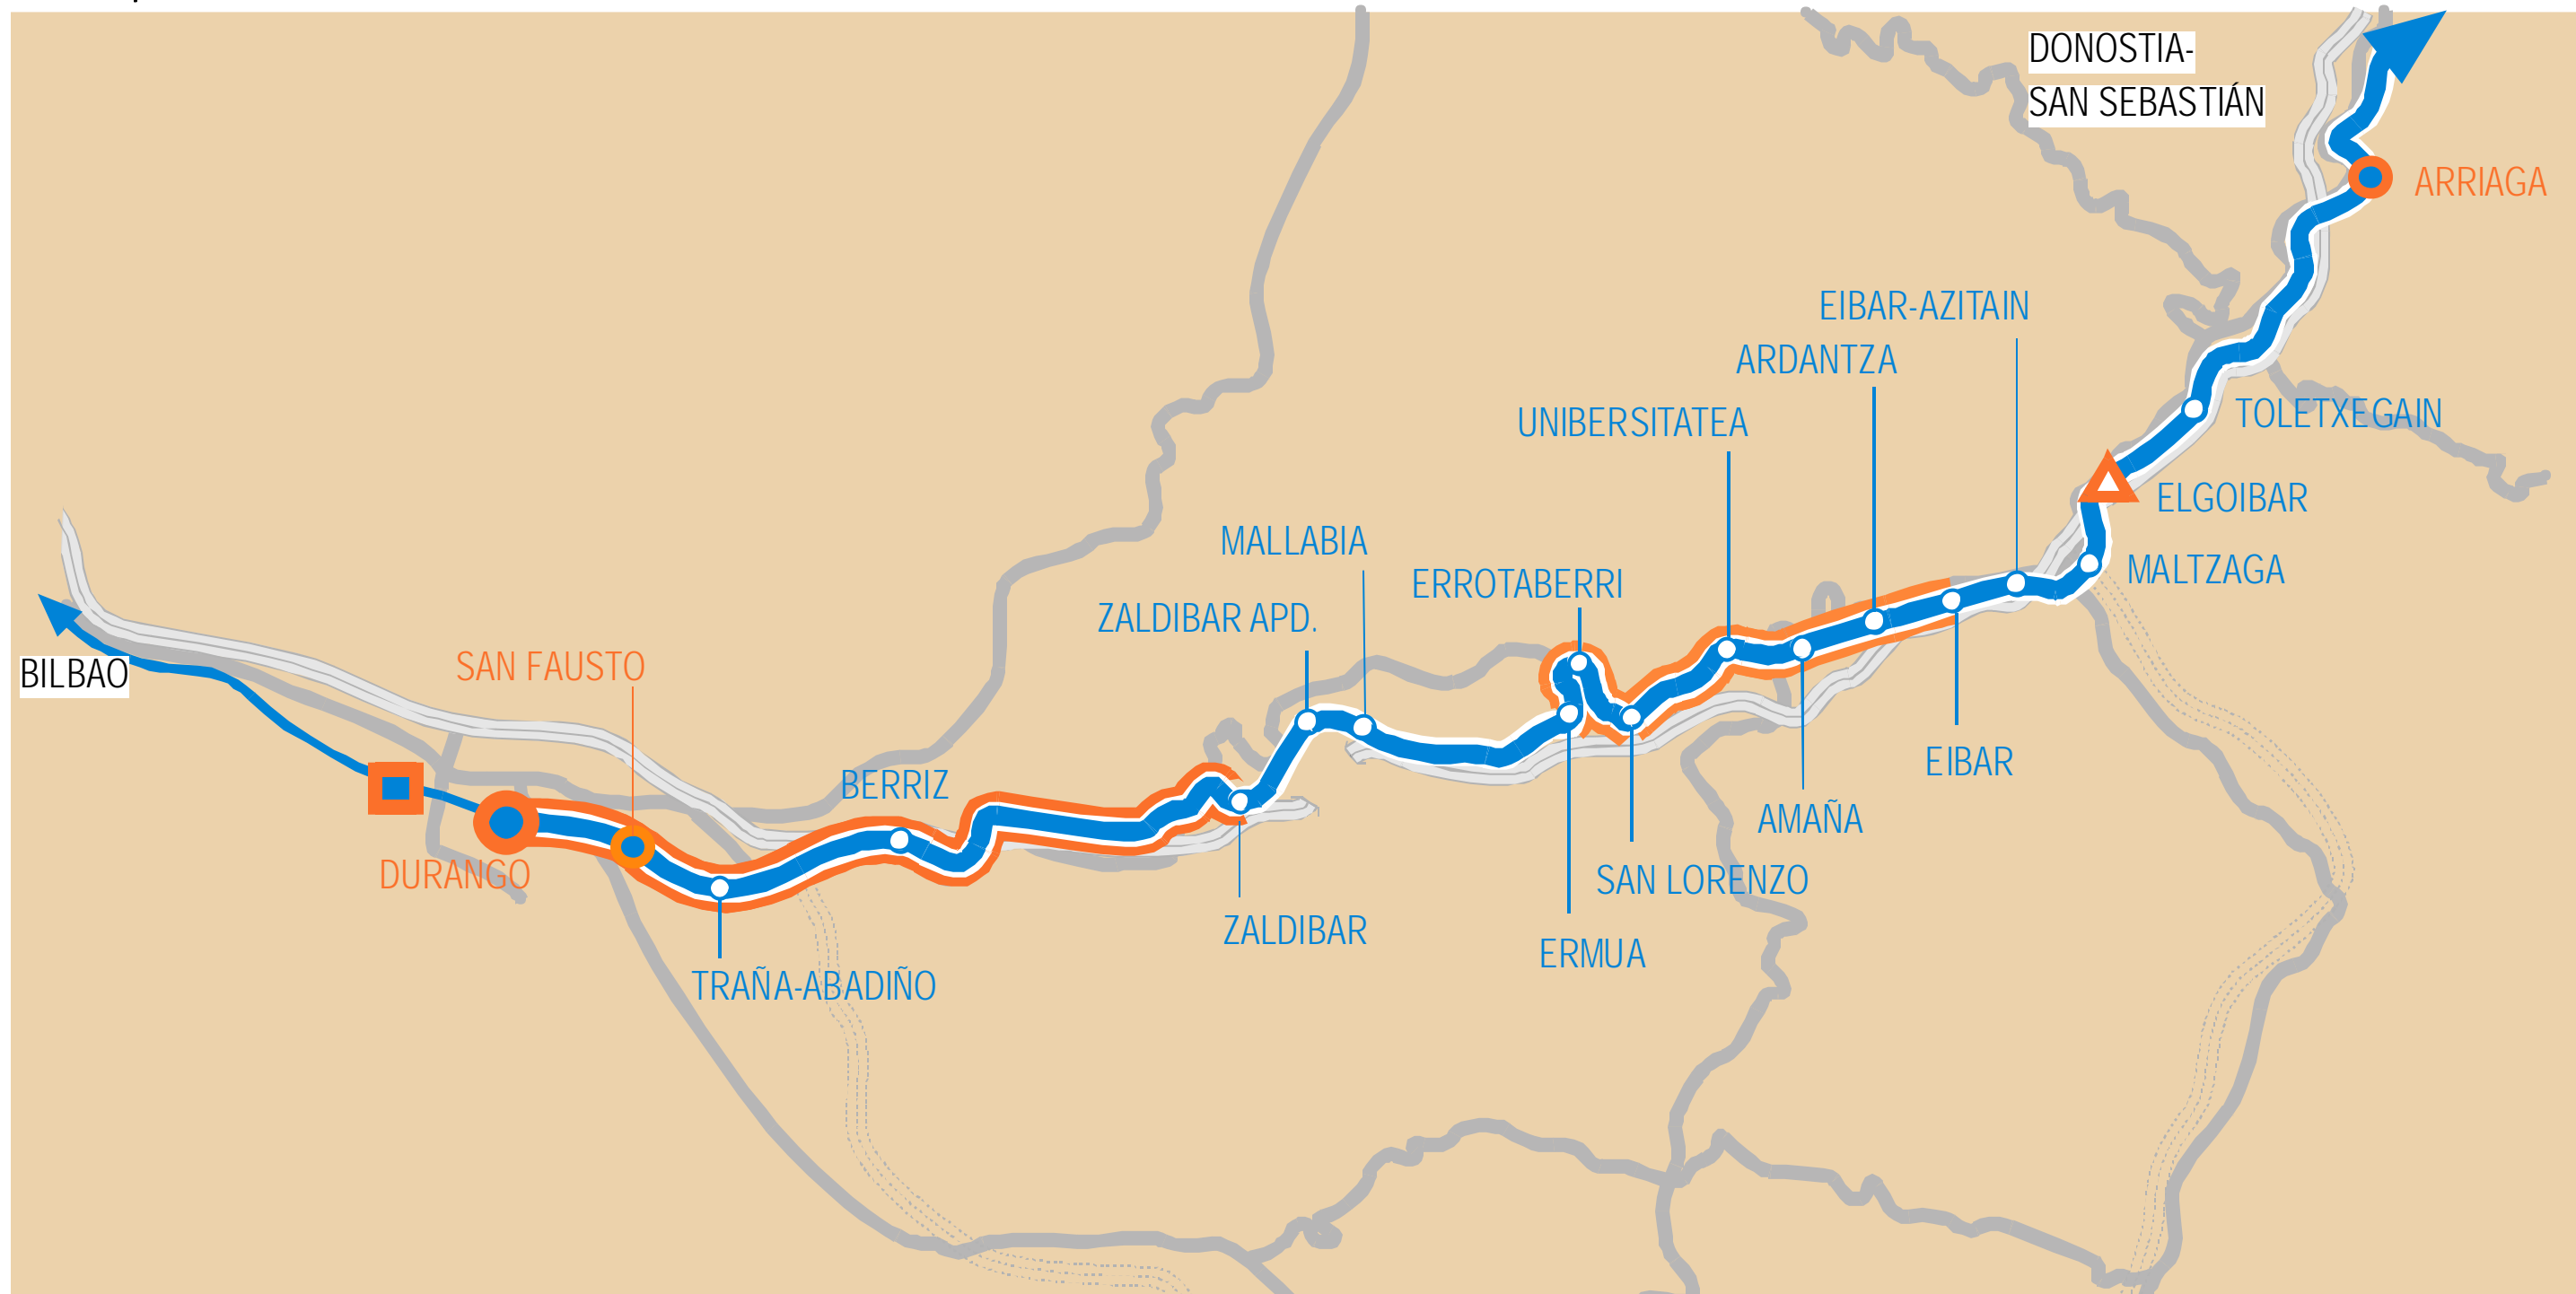 DONOSTIA-
SAN SEBASTIÁN
ARRIAGA
EIBAR-AZITAIN
ARDANTZA
UNIBERSITATEA
TOLETXEGAIN
ELGOIBAR
MALLABIA
ERROTABERRI
MALTZAGA
ZALDIBAR APD.
SAN FAUSTO
BILBAO
EIBAR
BERRIZ
AMAÑA
DURANGO
SAN LORENZO
ZALDIBAR
ERMUA
TRAÑA-ABADIÑO